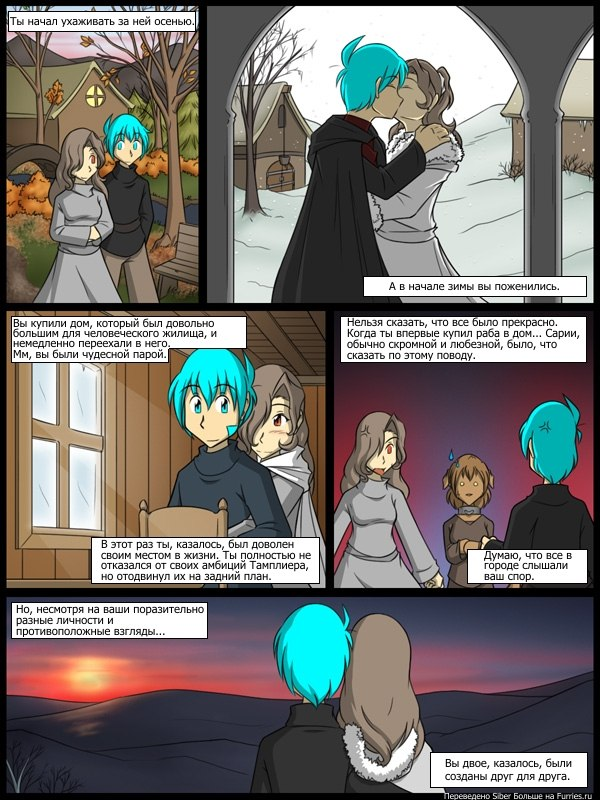 Ты начал ухаживать за ней осенью.
А в начале зимы вы поженились.
Вы купили дом, который был довольно
большим для человеческого жилища, и
немедленно переехали в него.
Мм, вы были чудесной парой.
В этот раз ты, казалось, был доволен
своим местом в жизни. Ты полностью не
отказался от своих амбиций Тамплиера,
но отодвинул их на задний план.
Нельзя сказать, что все было прекрасно.
Когда ты впервые купил раба в дом... Сарии,
обычно скромной и любезной, было, что
сказать по этому поводу.
Думаю, что все в
городе слышали
ваш спор.
Но, несмотря на ваши поразительно
разные личности и
противоположные взгляды...
Вы двое, казалось, были
созданы друг для друга.
Переведено Siber Больше на Furries.ru